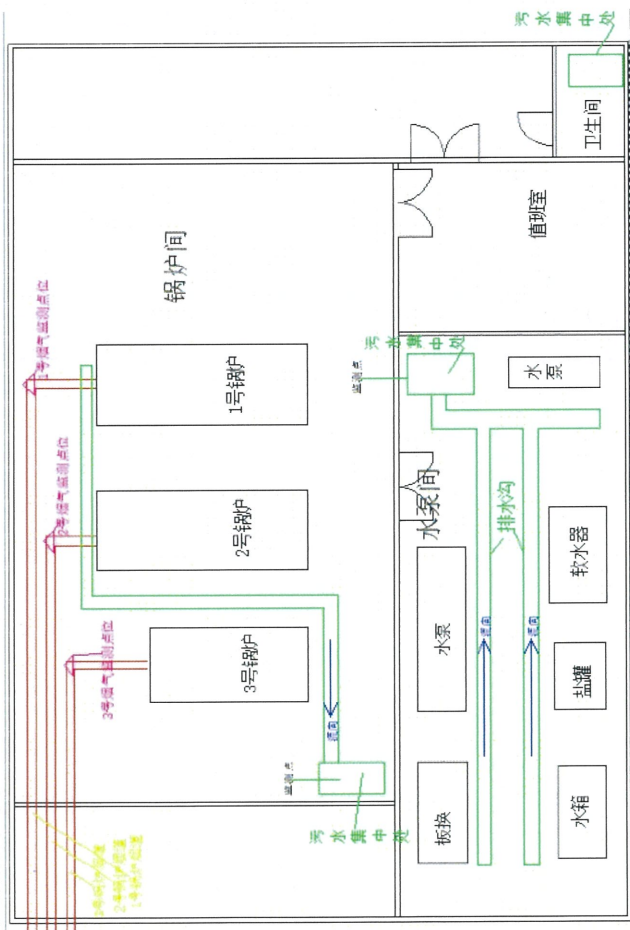 污水集中处
卫生间
值班室
锅炉间
1号烟气监测点位
2号烟气监测点位
3号烟气监测点位
1号锅炉
2号锅炉
3号锅炉
污水集中处
监测点
水泵
水泵间
排水沟
水泵
软水器
盐罐
流向
流向
流向
监测点
污水集中处
板换
水箱